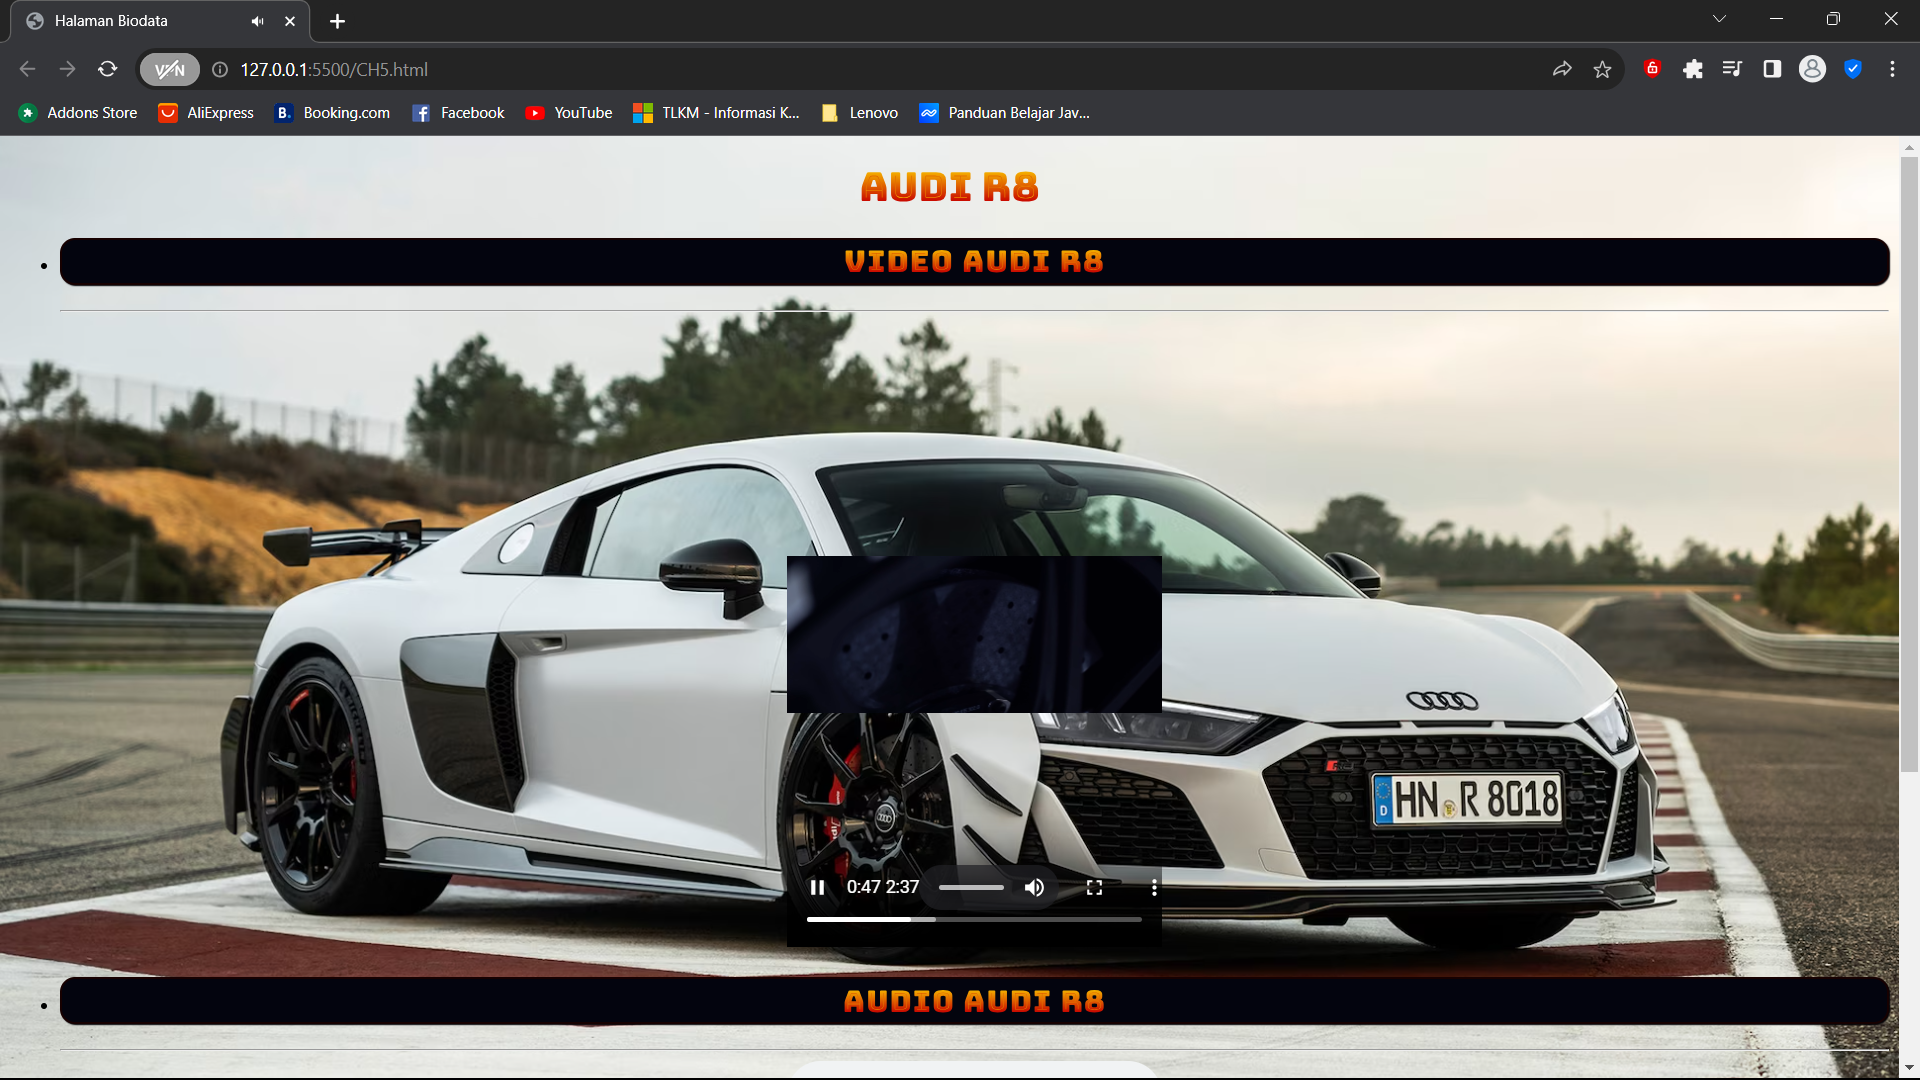 Halaman Biodata
VPN
127.0.0.1:5500/CH5.html
Addons Store
AliExpress
B. Booking.com
Facebook
YouTube
TLKM - Informasi K...
Lenovo
Panduan Belajar Jav...
AUDI R8
VIDEO AUDI R8
D HN R 8018
0:47 2:37
AUDIO AUDI R8